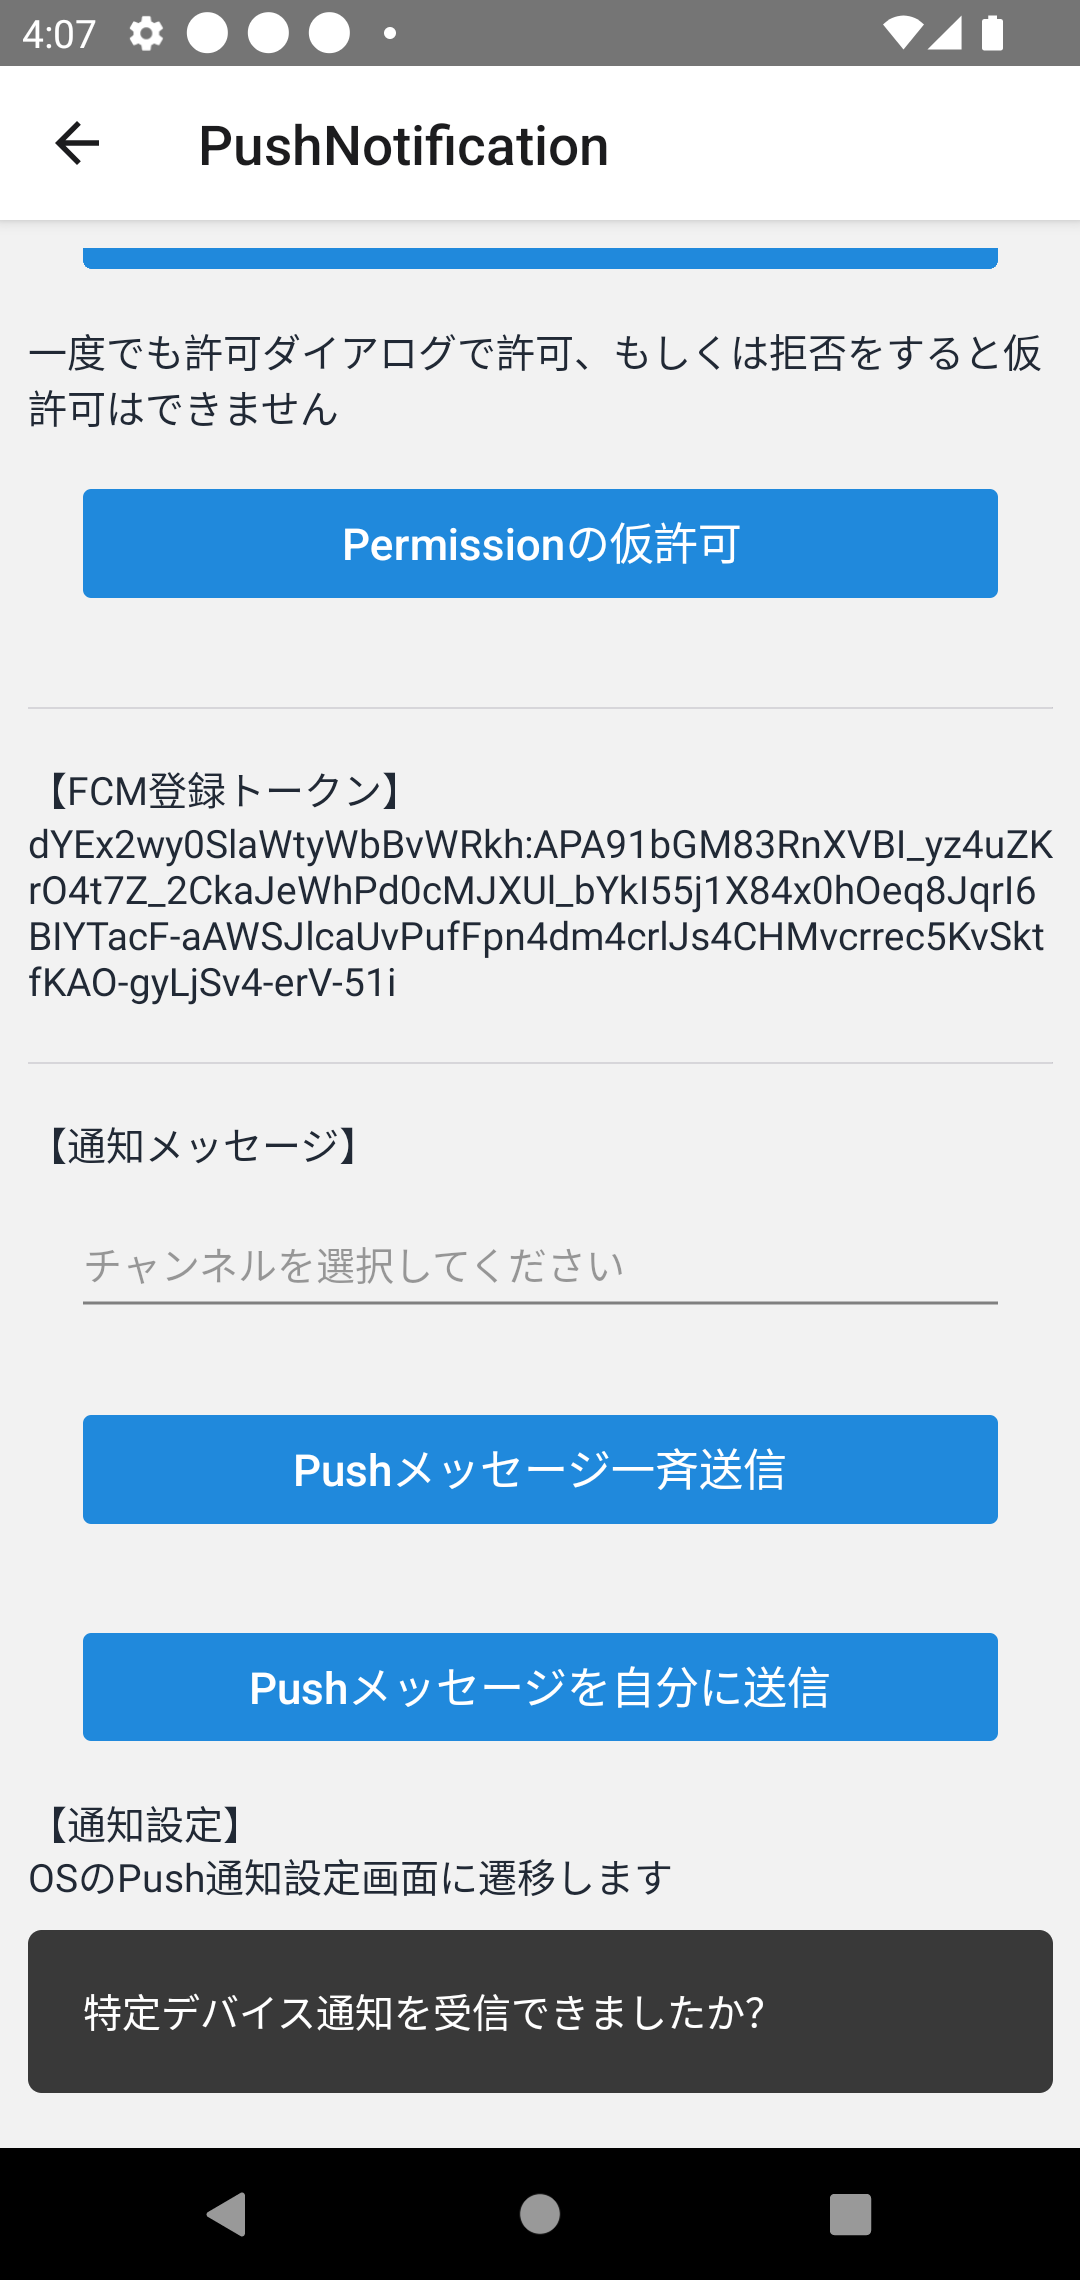 4:07
PushNotification
一度でも許可ダイアログで許可、もしくは拒否をすると仮
許可はできません
Permissionの仮許可
【FCM登録トークン】
dYEx2wy0SlaWtyWbBvWRkh:APA91bGM83RnXVBI_yz4uZK
rO4t7Z_2CkaJeWhPd0cMJXUl_bYkI55j1X84x0hOeq8JqrI6
BIYTacF-aAWSJlcaUvPufFpn4dm4crlJs4CHMvcrrec5KvSkt
fKAO-gyLjSv4-erV-51i
【通知メッセージ】
チャンネルを選択してください
Pushメッセージ一斉送信
Pushメッセージを自分に送信
【通知設定】
OSのPush通知設定画面に遷移します
特定デバイス通知を受信できましたか？